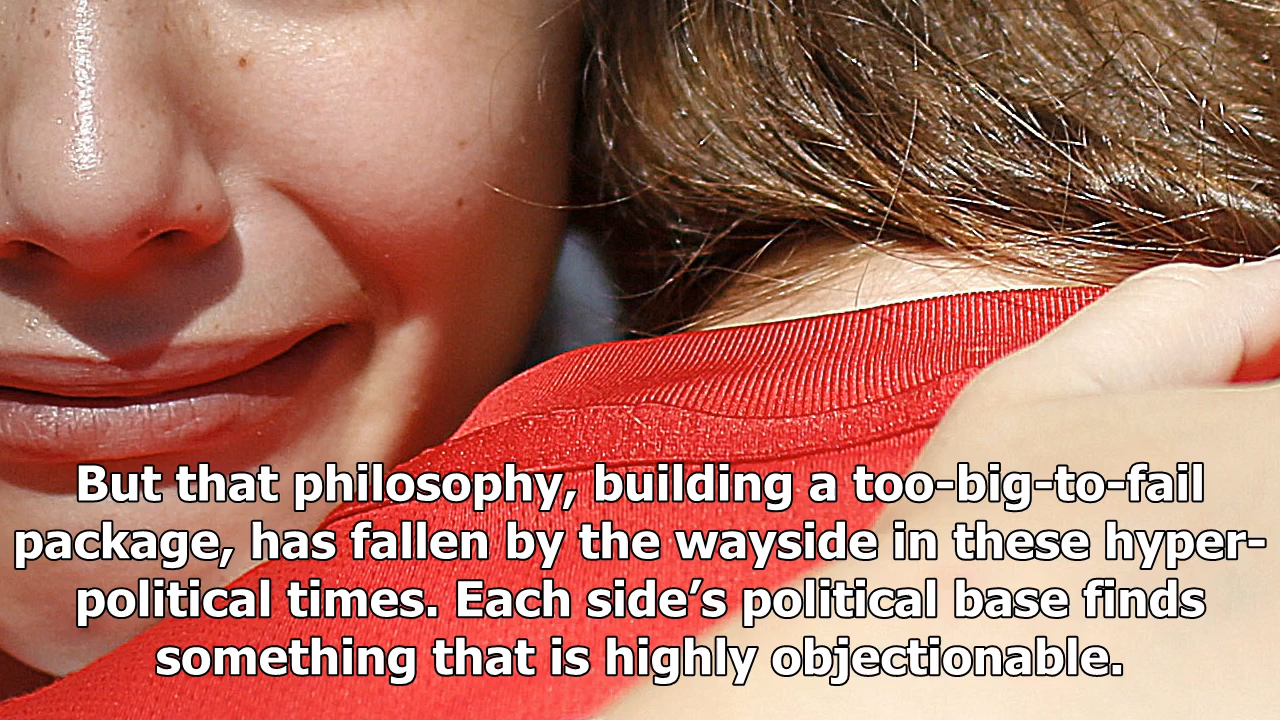 But that philosophy, building a too-big-to-fail
package, has fallen by the wayside in these hyper-
political times. Each side’s political base finds
something that is highly objectionable.